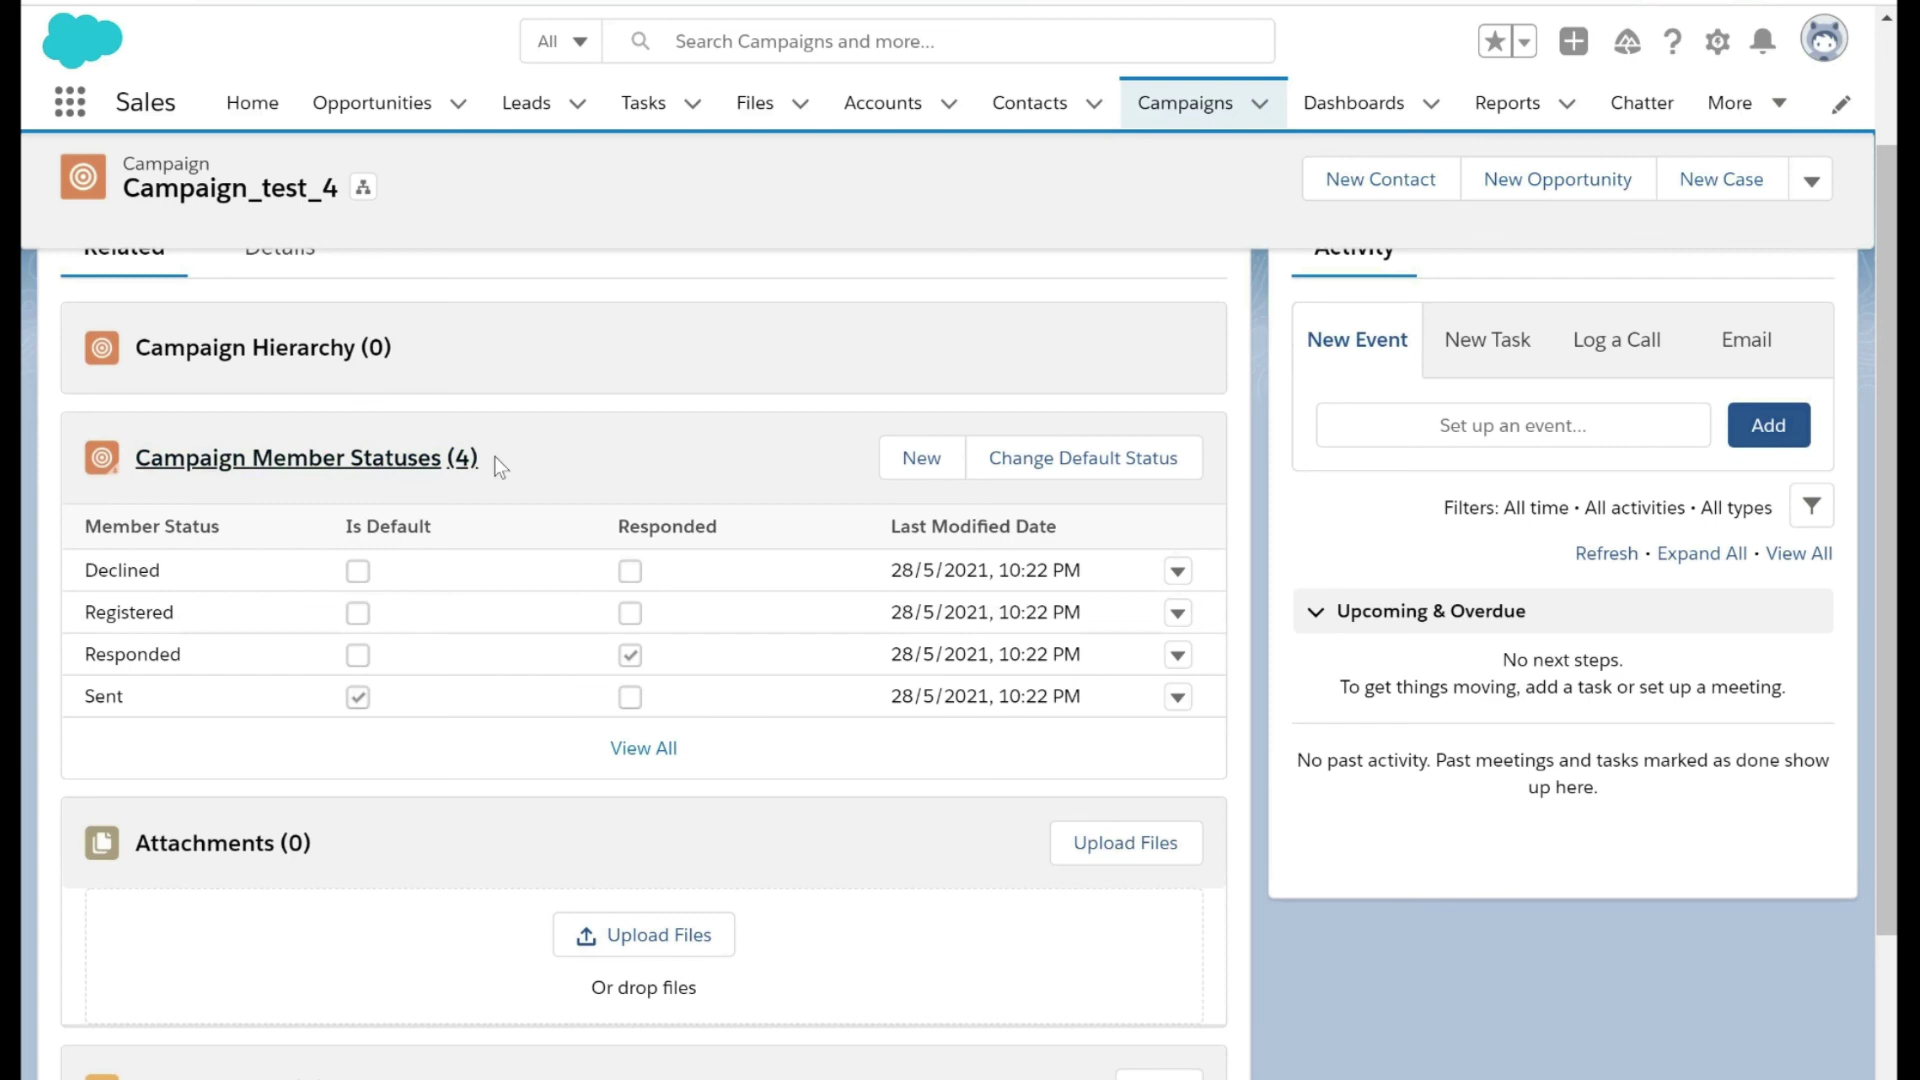 All
Search Campaigns and more...
Sales
Home
Opportunities
Leads
Tasks
Files
Accounts
Contacts
Campaigns
Dashboards
Reports
Chatter
More
Campaign
Campaign_test_4
New Contact
New Opportunity
New Case
Related
Details
Activity
Campaign Hierarchy (0)
Campaign Member Statuses (4)
New
Change Default Status
Member Status Is Default Responded Last Modified Date
Declined 28/5/2021, 10:22 PM
Registered 28/5/2021, 10:22 PM
Responded 28/5/2021, 10:22 PM
Sent 28/5/2021, 10:22 PM
View All
Attachments (0)
Upload Files
Upload Files
Or drop files
New Event
New Task
Log a Call
Email
Set up an event...
Add
Filters: All time • All activities • All types
Refresh • Expand All • View All
Upcoming & Overdue
No next steps.
To get things moving, add a task or set up a meeting.
No past activity. Past meetings and tasks marked as done show
up here.